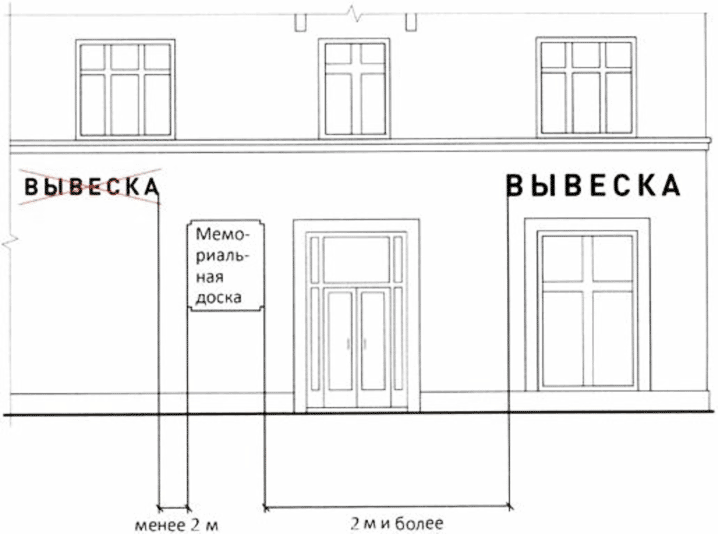 ВЫВЕСКА
ВЫВЕСКА
Мемо-
риаль-
ная
доска
менее 2 м
2 м и более